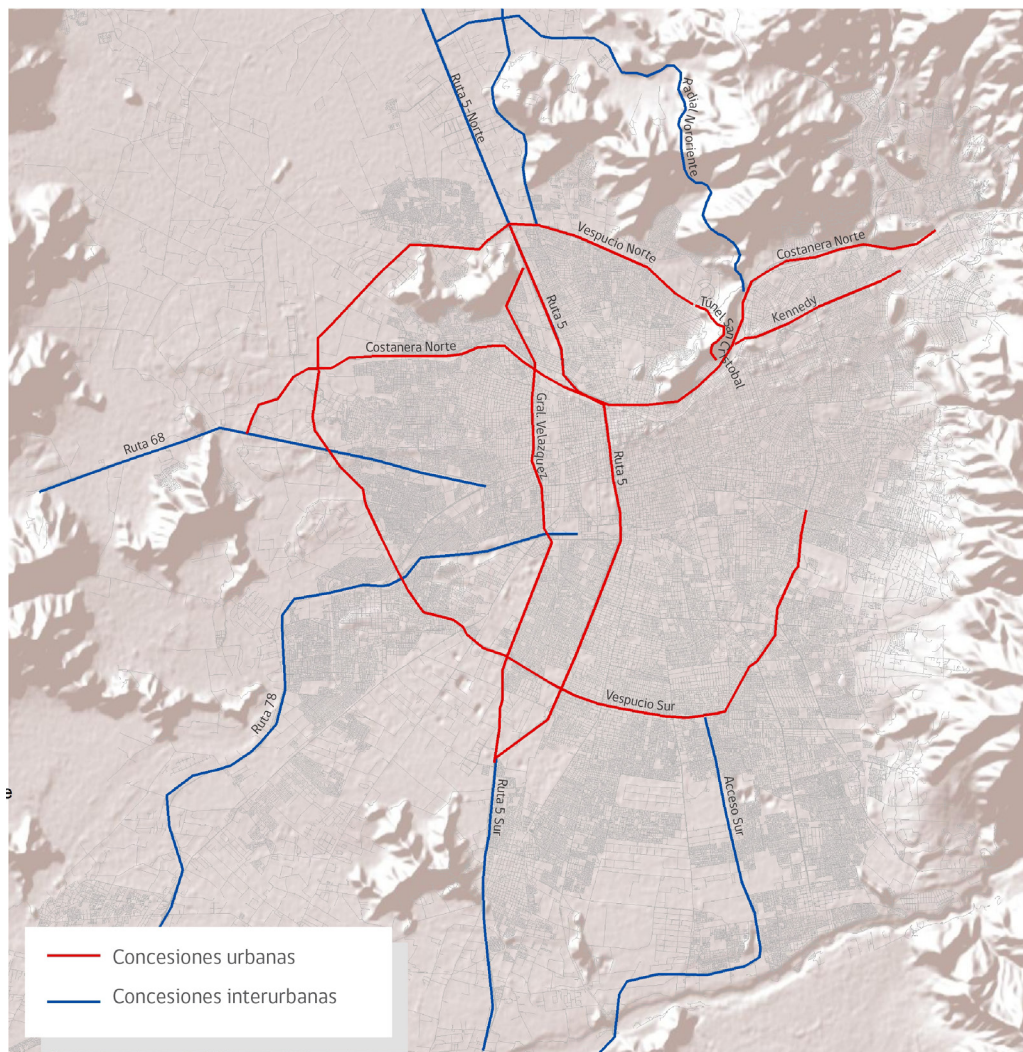 Ruta 5-Norte
Radial Nororiente
Vespucio Norte
Costanera Norte
Túnel San Cristobal
Kennedy
Ruta 5
Costanera Norte
Gral. Velazquez
Ruta 68
Ruta 5
Vespucio Sur
Ruta 78
e
Ruta 5 Sur
Acceso Sur
Concesiones urbanas
Concesiones interurbanas